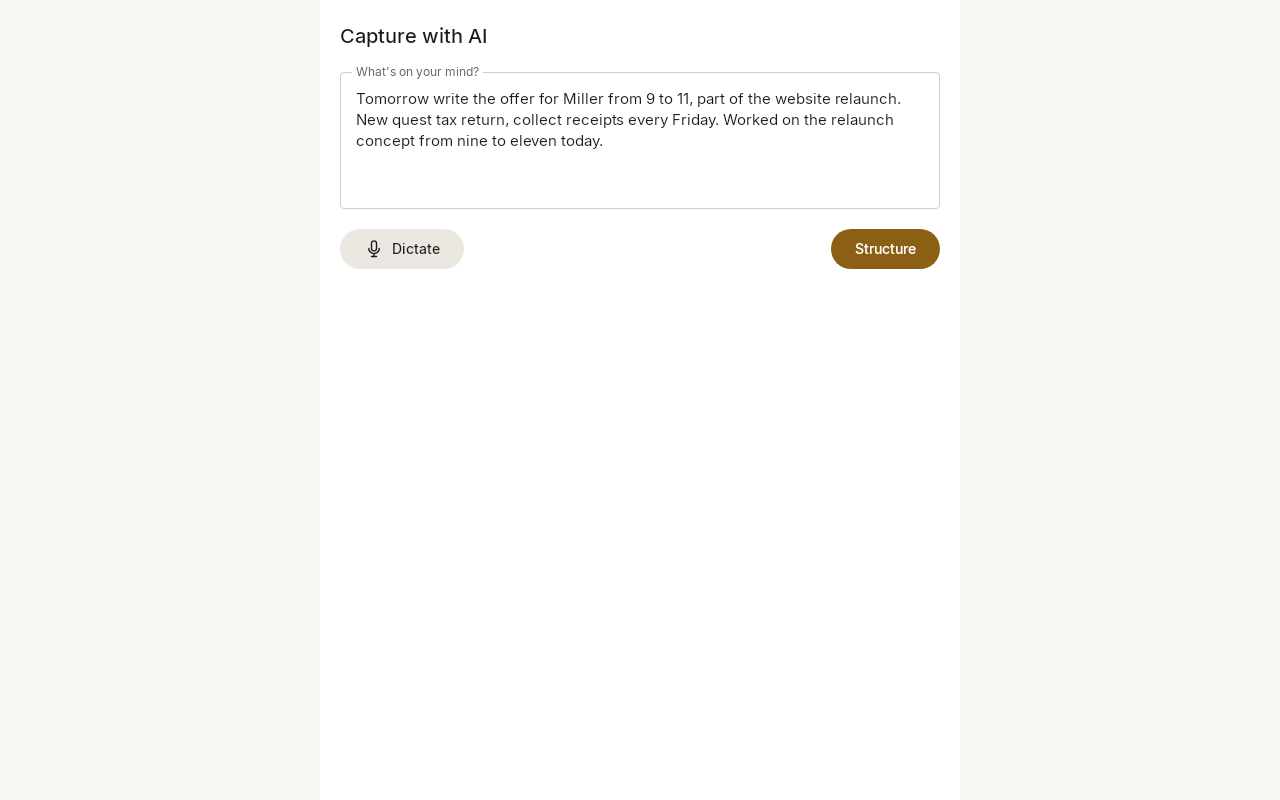 Capture with AI
What's on your mind?
Tomorrow write the offer for Miller from 9 to 11, part of the website relaunch.
New quest tax return, collect receipts every Friday. Worked on the relaunch
concept from nine to eleven today.
Dictate
Structure